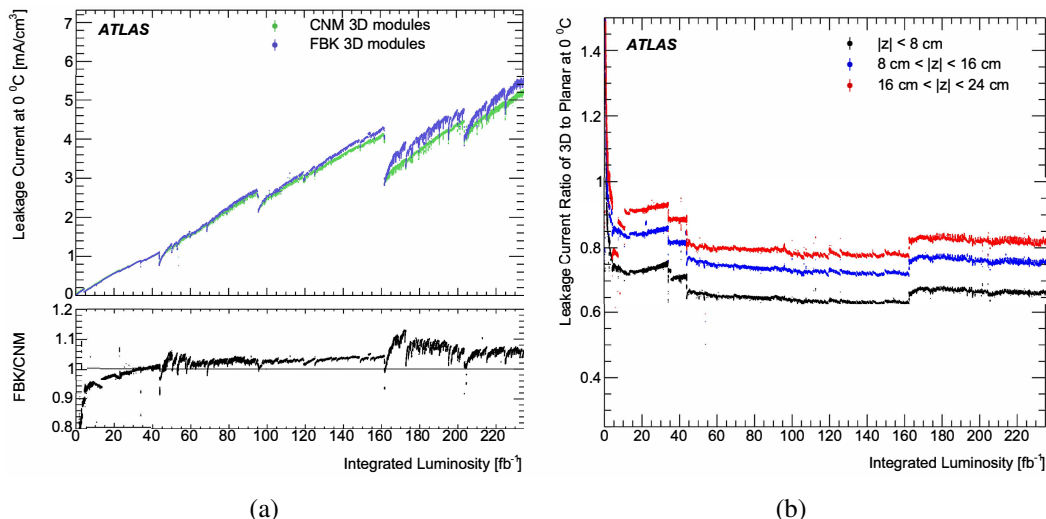 ATLAS
CNM 3D modules
FBK 3D modules
Leakage Current at 0 ⁰C [mA/cm³]
7
6
5
4
3
2
1
0
FBK/CNM
1.2
1.1
1
0.9
0.8
0 20 40 60 80 100 120 140 160 180 200 220
Integrated Luminosity [fb⁻¹]
(a)
ATLAS
|z| < 8 cm
8 cm < |z| < 16 cm
16 cm < |z| < 24 cm
Leakage Current Ratio of 3D to Planar at 0 ⁰C
1.4
1.2
1
0.8
0.6
0.4
0 20 40 60 80 100 120 140 160 180 200 220
Integrated Luminosity [fb⁻¹]
(b)